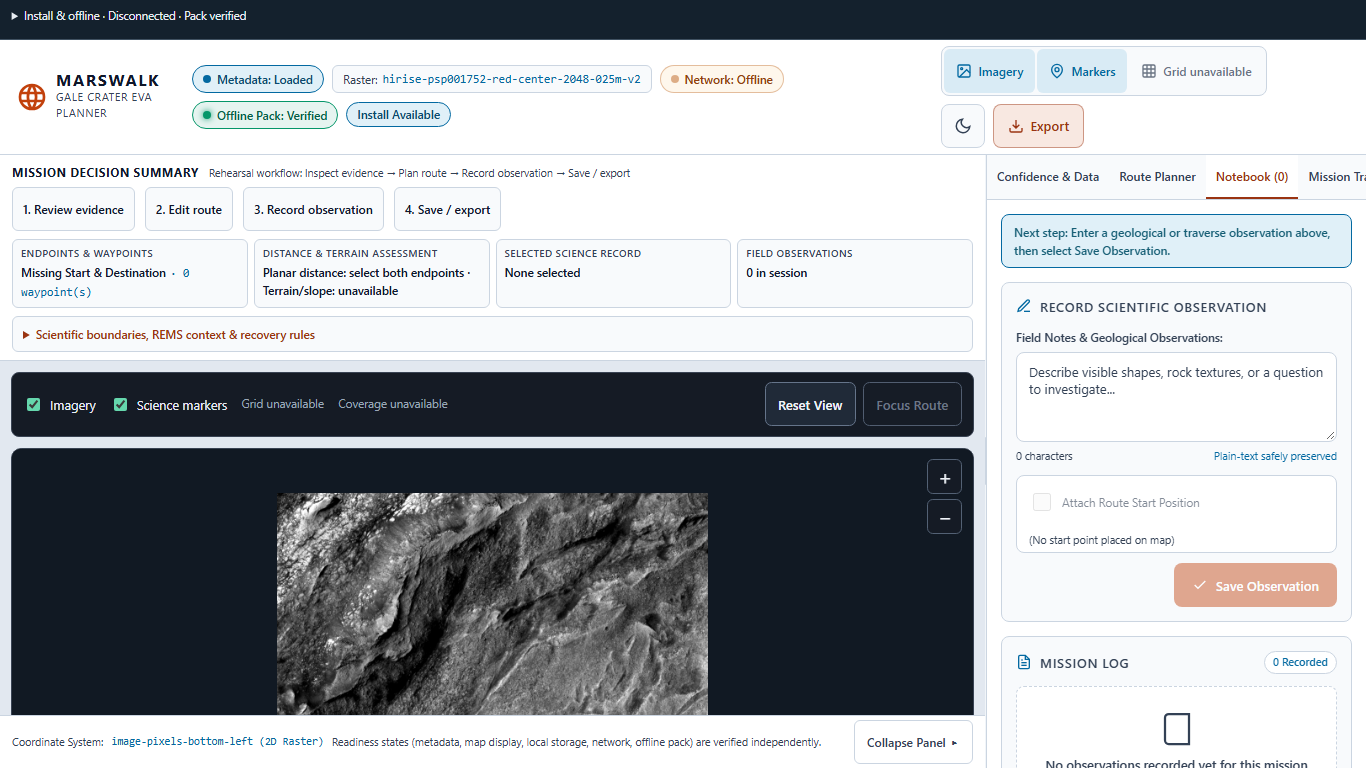 Install & offline · Disconnected · Pack verified
MARSWALK
GALE CRATER EVA
PLANNER
Metadata: Loaded
Raster: hirise-psp001752-red-center-2048-025m-v2
Network: Offline
Offline Pack: Verified
Install Available
Imagery
Markers
Grid unavailable
Export
MISSION DECISION SUMMARY
Rehearsal workflow: Inspect evidence → Plan route → Record observation → Save / export
1. Review evidence
2. Edit route
3. Record observation
4. Save / export
ENDPOINTS & WAYPOINTS
Missing Start & Destination · 0
waypoint(s)
DISTANCE & TERRAIN ASSESSMENT
Planar distance: select both endpoints ·
Terrain/slope: unavailable
SELECTED SCIENCE RECORD
None selected
FIELD OBSERVATIONS
0 in session
Scientific boundaries, REMS context & recovery rules
Imagery
Science markers
Grid unavailable
Coverage unavailable
Reset View
Focus Route
+
−
Coordinate System: image-pixels-bottom-left (2D Raster) Readiness states (metadata, map display, local storage, network, offline pack) are verified independently.
Collapse Panel
Confidence & Data
Route Planner
Notebook (0)
Mission Tra
Next step: Enter a geological or traverse observation above,
then select Save Observation.
RECORD SCIENTIFIC OBSERVATION
Field Notes & Geological Observations:
Describe visible shapes, rock textures, or a question
to investigate...
0 characters
Plain-text safely preserved
Attach Route Start Position
(No start point placed on map)
Save Observation
MISSION LOG
0 Recorded
No observations recorded yet for this mission